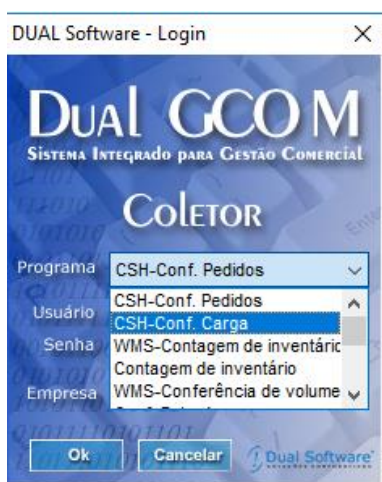 DUAL Software - Login
Dual GCOM
Sistema Integrado para Gestão Comercial
Coletor
Programa CSH-Conf. Pedidos
CSH-Conf. Pedidos
Usuário CSH-Conf. Carga
Senha WMS-Contagem de inventário
Contagem de inventário
Empresa WMS-Conferência de volume
Ok Cancelar Dual Software